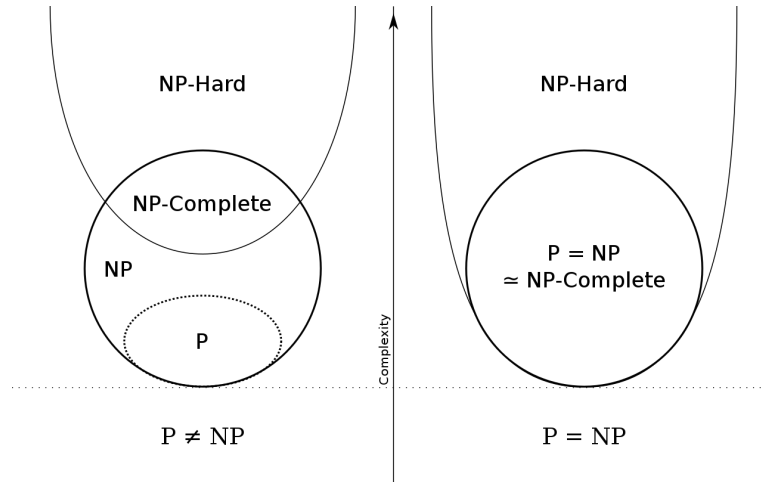 NP-Hard
NP-Complete
NP
P
P ≠ NP
Complexity
NP-Hard
P = NP
≃ NP-Complete
P = NP